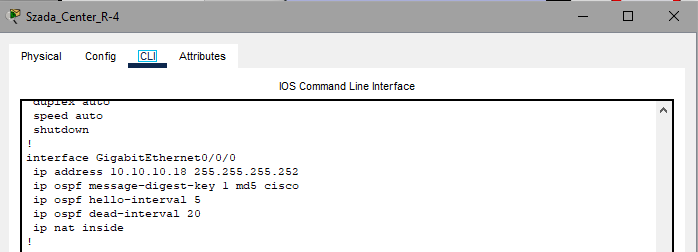 Szada_Center_R-4
Physical Config CLI Attributes
IOS Command Line Interface
duplex auto
speed auto
shutdown
!
interface GigabitEthernet0/0/0
ip address 10.10.10.18 255.255.255.252
ip ospf message-digest-key 1 md5 cisco
ip ospf hello-interval 5
ip ospf dead-interval 20
ip nat inside
!